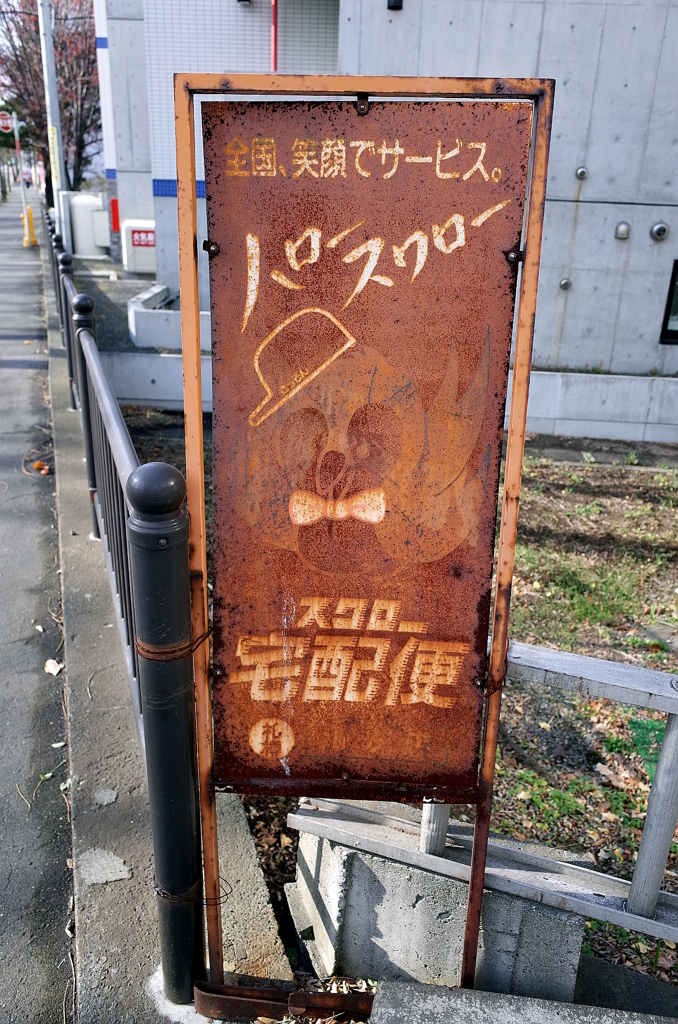 全国、笑顔でサービス。
ハロースワロー
スワロー
宅配便